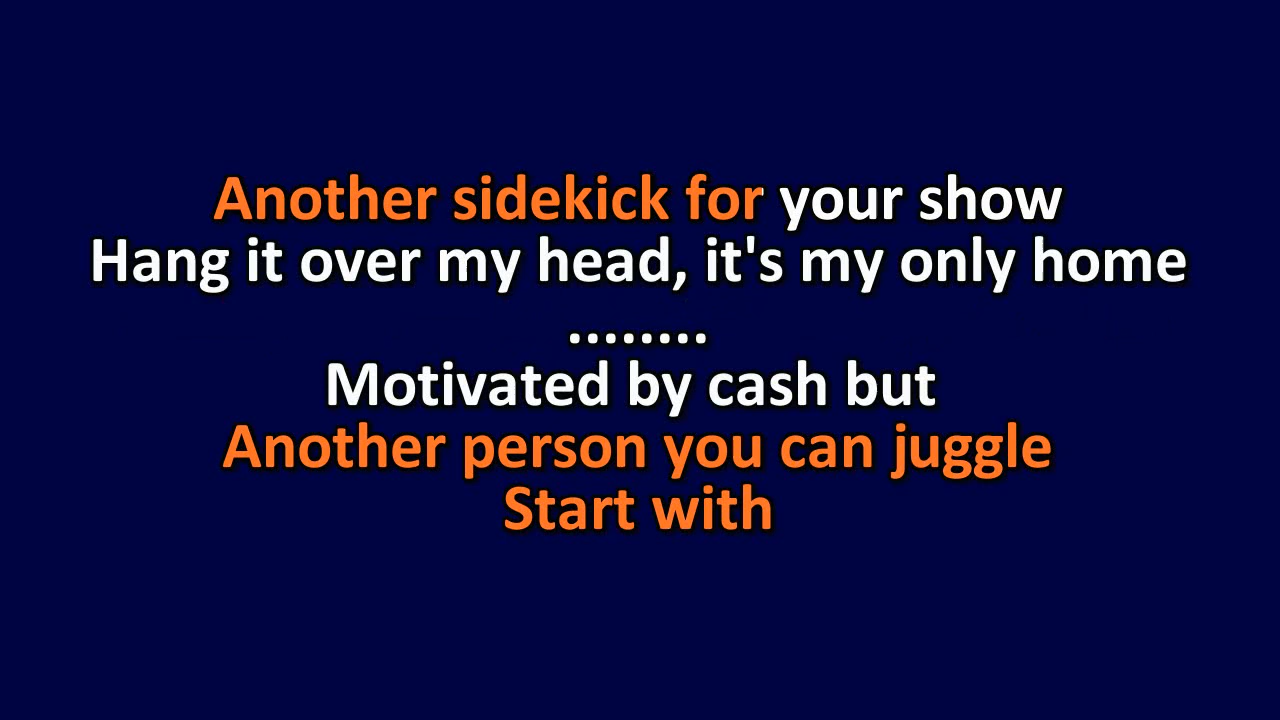 Another sidekick for your show
Hang it over my head, it's my only home
........
Motivated by cash but
Another person you can juggle
Start with